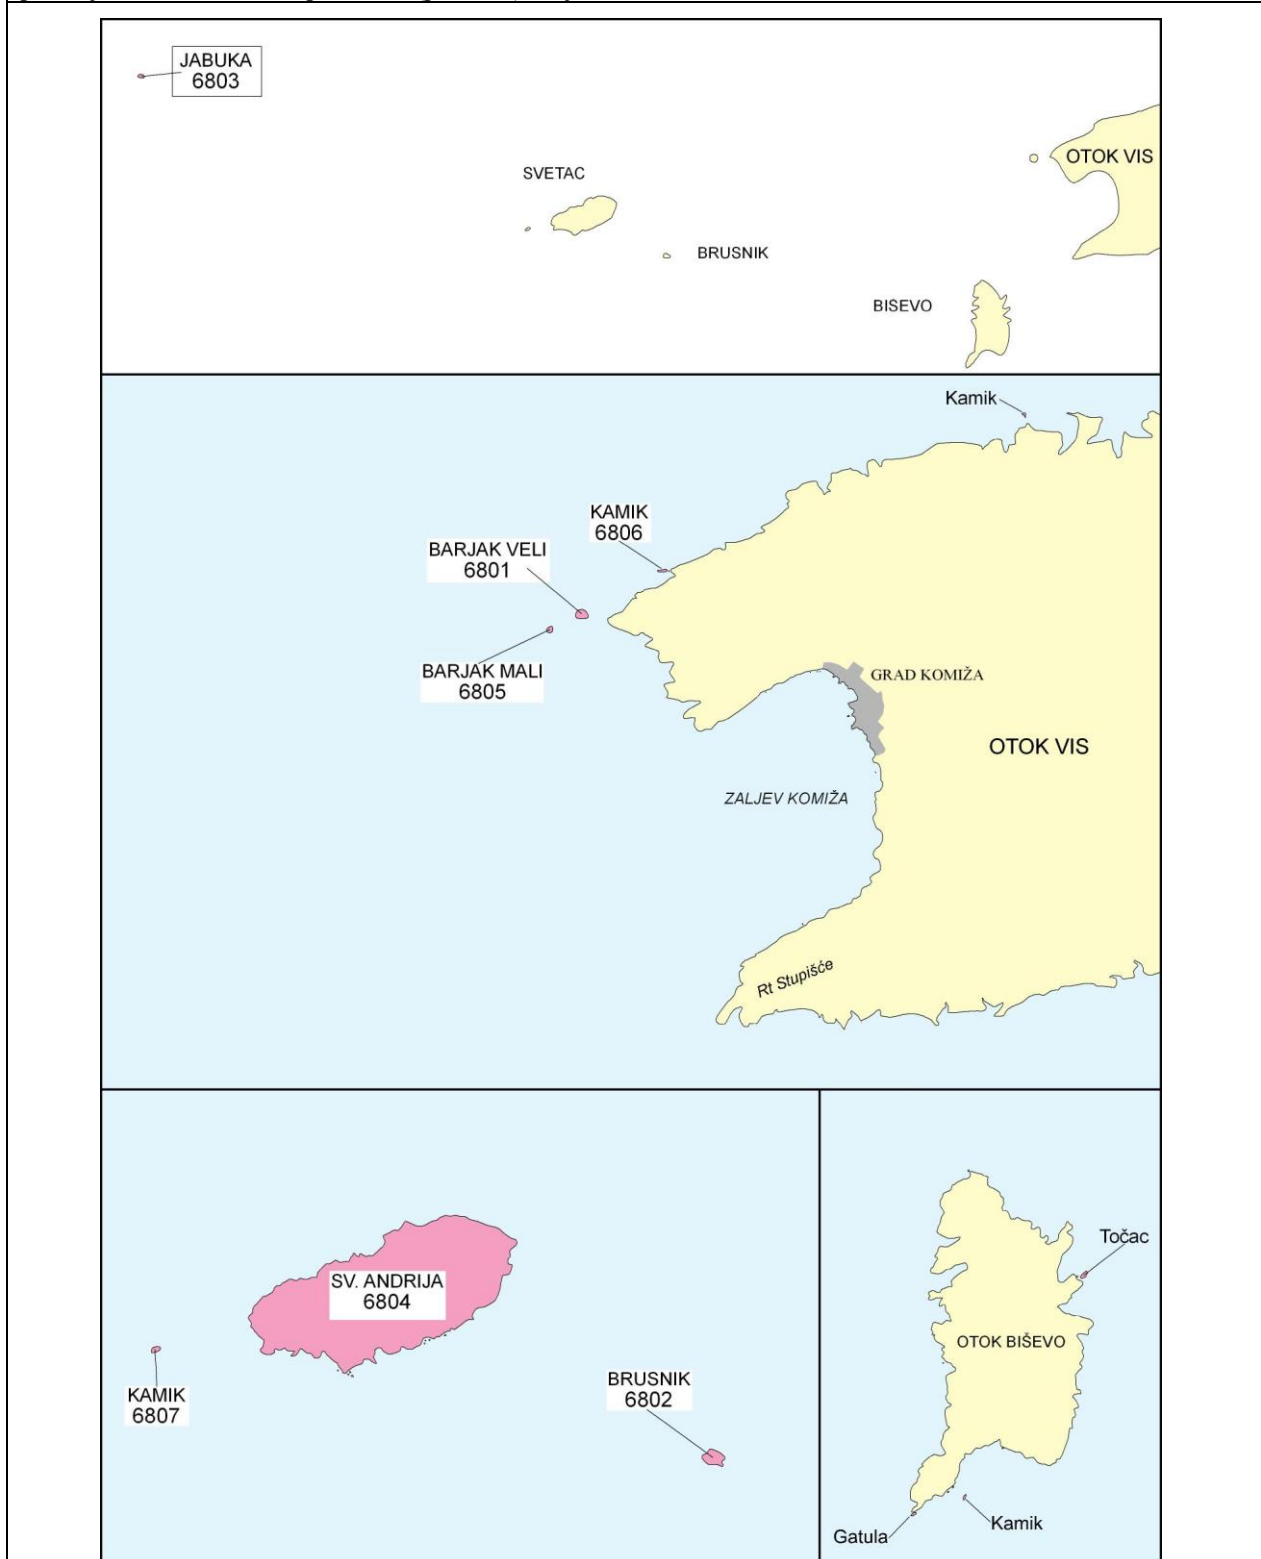 JABUKA
6803
OTOK VIS
SVETAC
BRUSNIK
BISEVO
Kamik
KAMIK
6806
BARJAK VELI
6801
BARJAK MALI
6805
GRAD KOMIŽA
OTOK VIS
ZALJEV KOMIŽA
Rt Stupišće
SV. ANDRIJA
6804
KAMIK
6807
BRUSNIK
6802
Točac
OTOK BIŠEVO
Kamik
Gatula